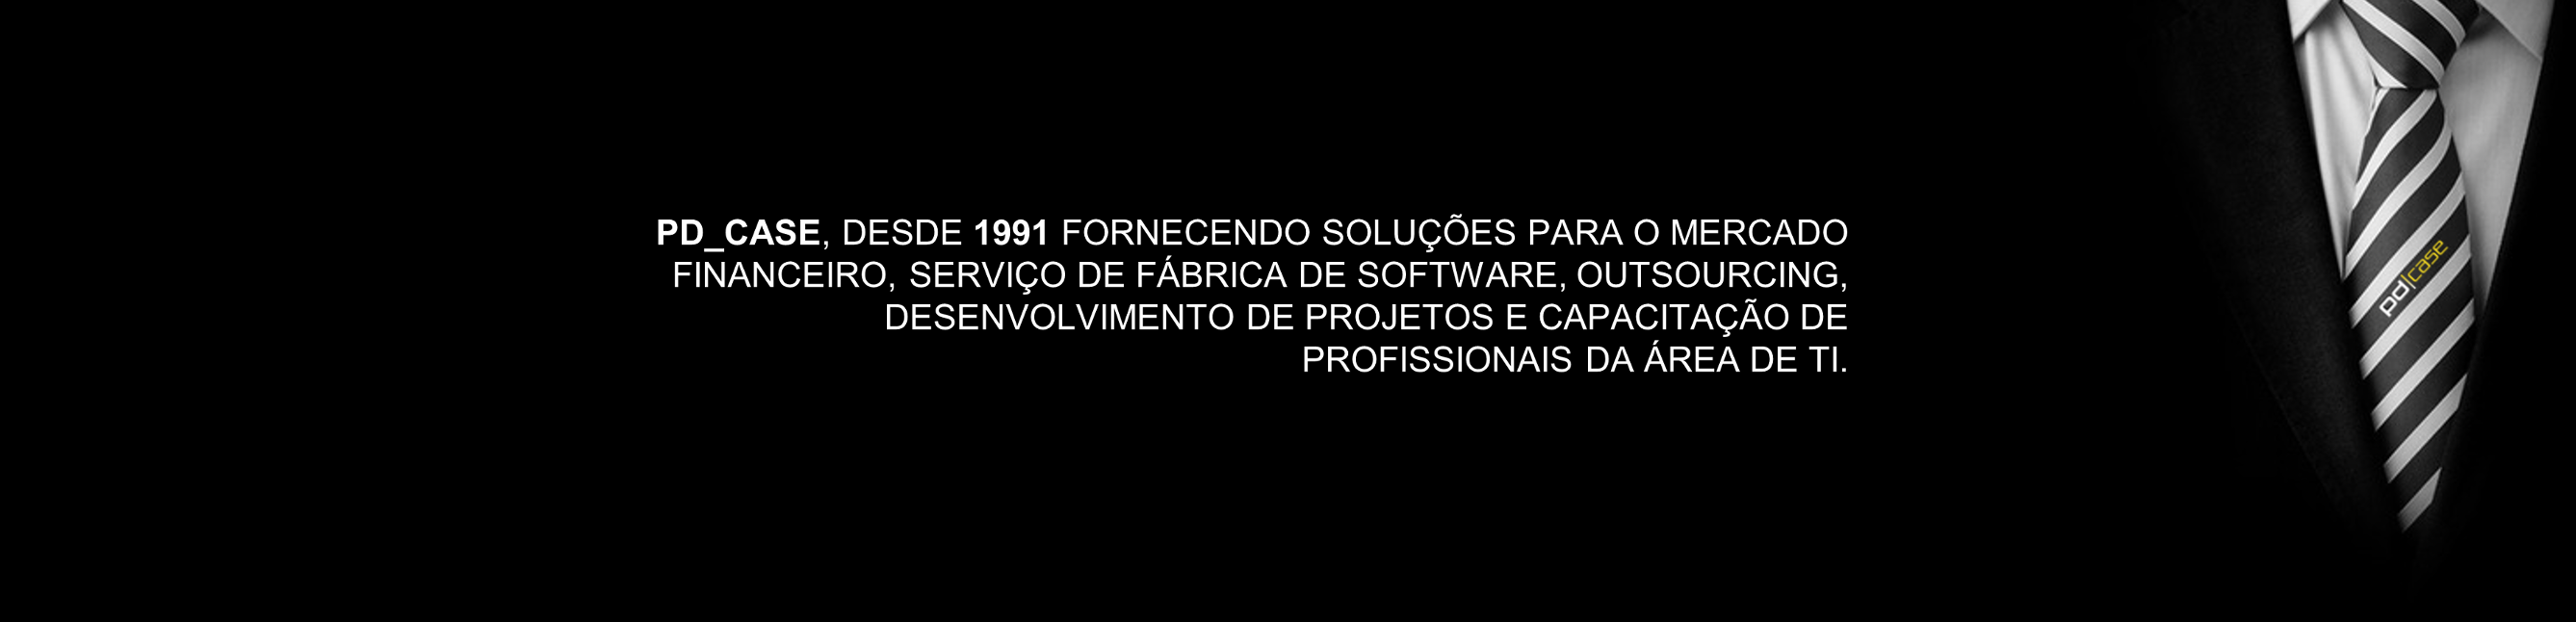 PD_CASE, DESDE 1991 FORNECENDO SOLUÇÕES PARA O MERCADO
FINANCEIRO, SERVIÇO DE FÁBRICA DE SOFTWARE, OUTSOURCING,
DESENVOLVIMENTO DE PROJETOS E CAPACITAÇÃO DE
PROFISSIONAIS DA ÁREA DE TI.
pd|case